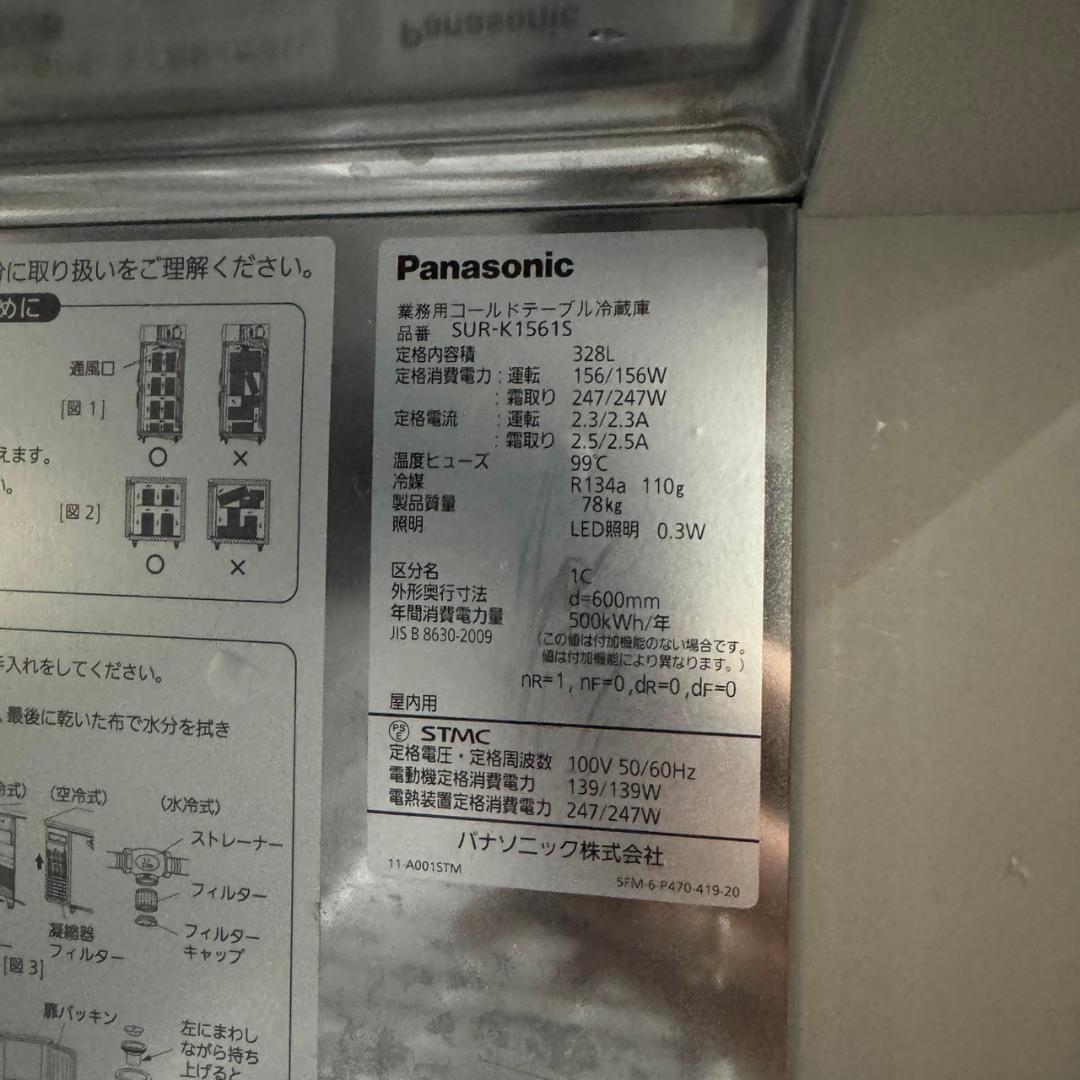 Panasonic
に取り扱いをご理解ください。
めに
通風口
[図 1]
○ ×
えます。
い。
[図 2]
○ ×
手入れをしてください。
、最後に乾いた布で水分を拭き
冷式)
(空冷式)
(水冷式)
ストレーナー
フィルター
フィルター
キャップ
凝縮器
フィルター
[図 3]
扉パッキン
左にまわし
ながら持ち
上げると
Panasonic
業務用コールドテーブル冷蔵庫
品番 SUR-K1561S
定格内容積 328L
定格消費電力 : 運転 156/156W
: 霜取り 247/247W
定格電流 : 運転 2.3/2.3A
: 霜取り 2.5/2.5A
温度ヒューズ 99℃
冷媒 R134a 110g
製品質量 78kg
照明 LED照明 0.3W
区分名 1C
外形奥行寸法 d=600mm
年間消費電力量 500kWh/年
JIS B 8630-2009 (この値は付加機能のない場合です。
値は付加機能により異なります。)
nR=1, nF=0,dR=0,dF=0
屋内用
PSE STMC
定格電圧・定格周波数 100V 50/60Hz
電動機定格消費電力 139/139W
電熱装置定格消費電力 247/247W
パナソニック株式会社
11-A001STM
5FM-6-P470-419-20